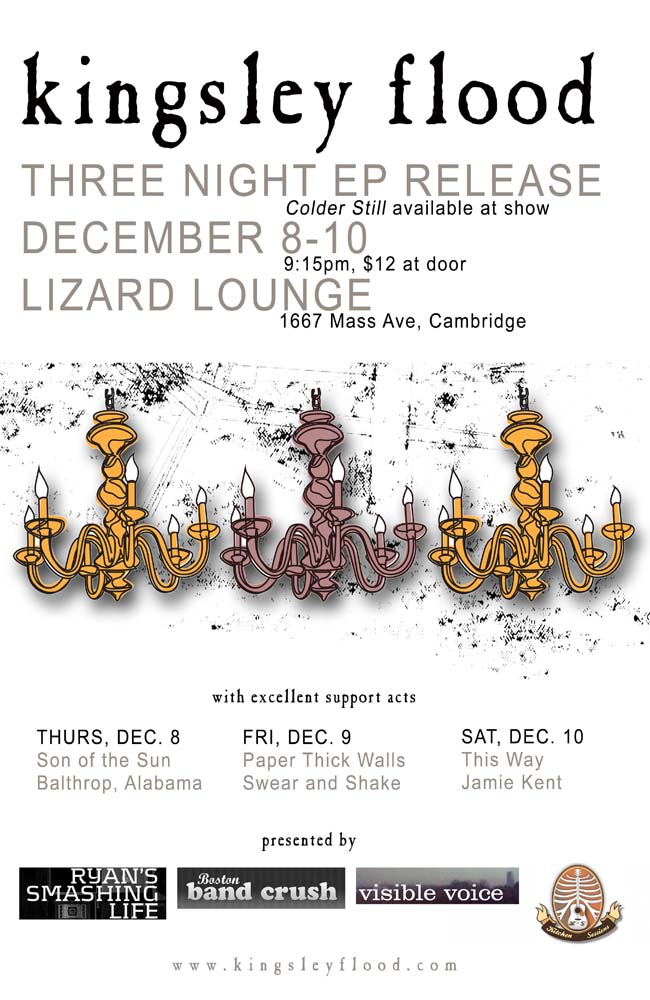 kingsley flood
THREE NIGHT EP RELEASE
Colder Still available at show
DECEMBER 8-10
9:15pm, $12 at door
LIZARD LOUNGE
1667 Mass Ave, Cambridge
with excellent support acts
THURS, DEC. 8
Son of the Sun
Balthrop, Alabama
FRI, DEC. 9
Paper Thick Walls
Swear and Shake
SAT, DEC. 10
This Way
Jamie Kent
presented by
RYAN'S
SMASHING
LIFE
Boston
band crush
visible voice
Kitchen Sessions
www.kingsleyflood.com